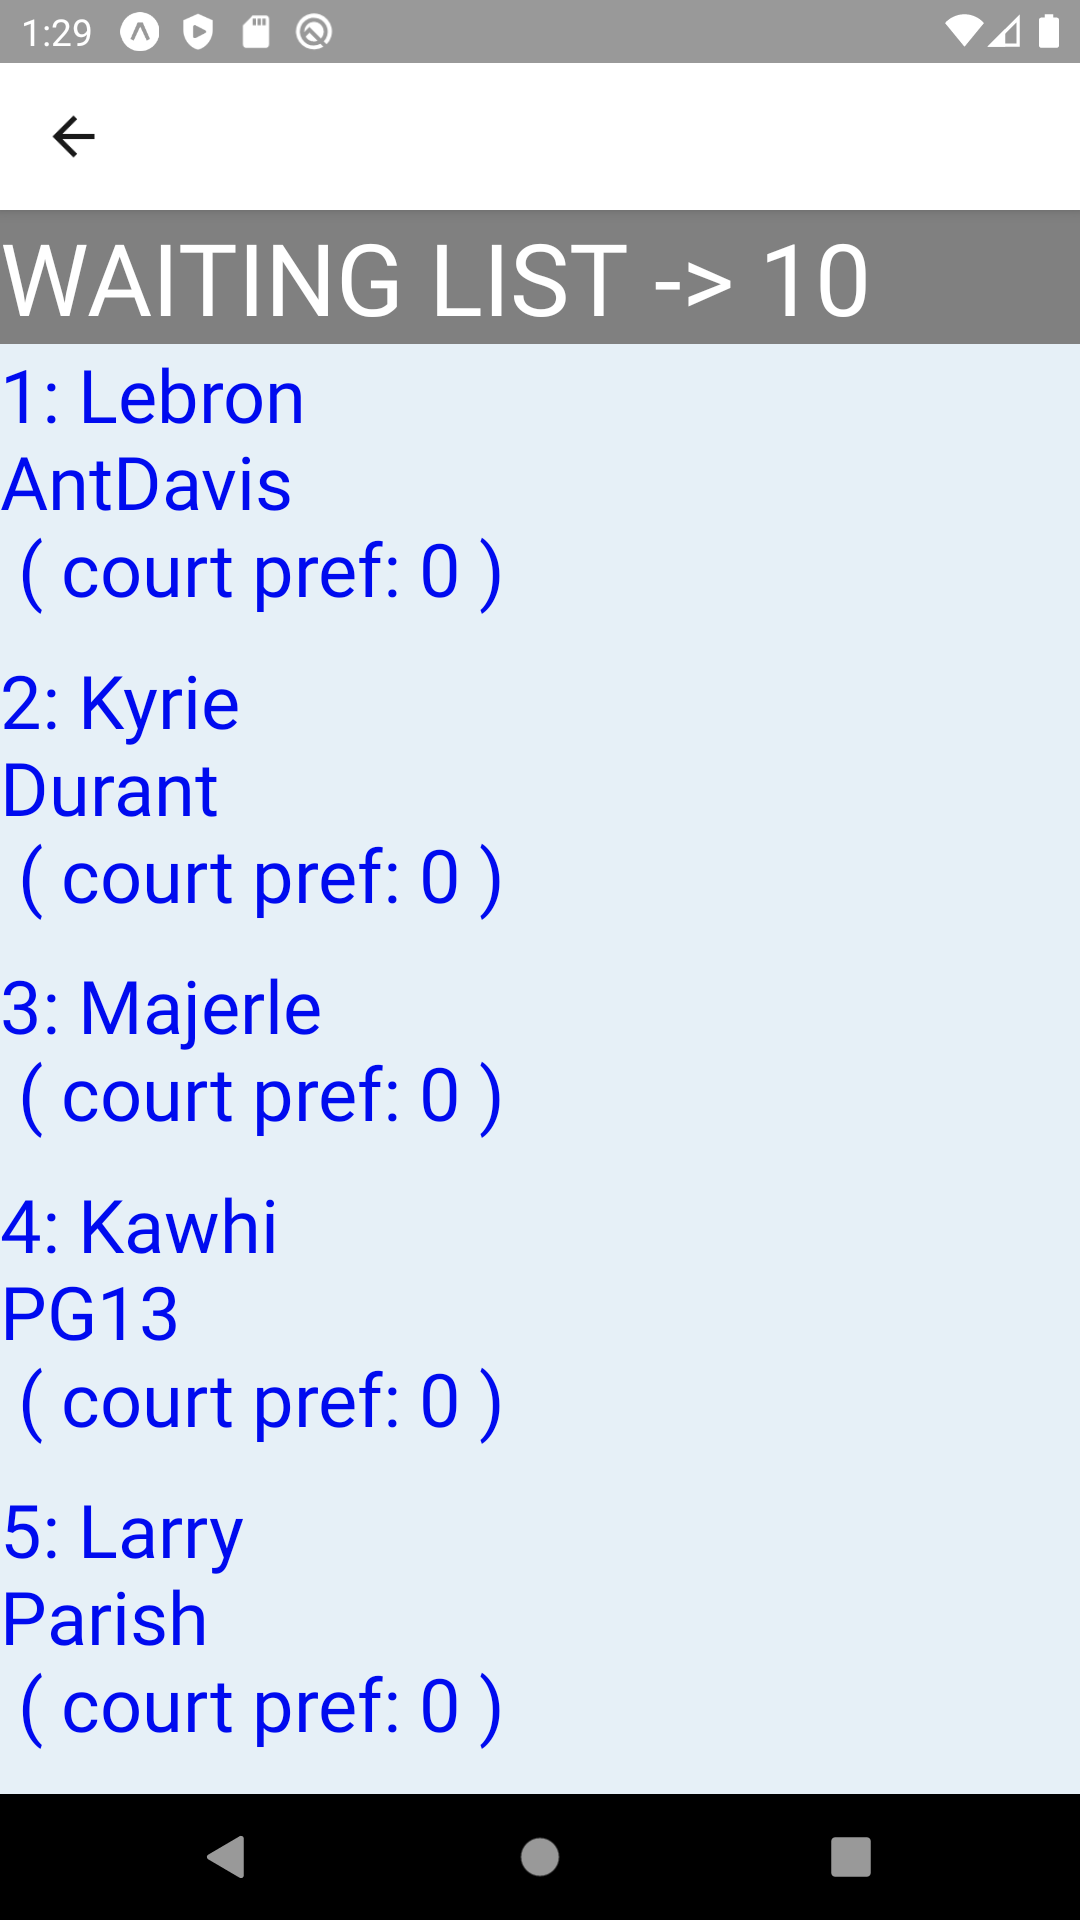 1:29
WAITING LIST -> 10
1: Lebron
AntDavis
( court pref: 0 )
2: Kyrie
Durant
( court pref: 0 )
3: Majerle
( court pref: 0 )
4: Kawhi
PG13
( court pref: 0 )
5: Larry
Parish
( court pref: 0 )